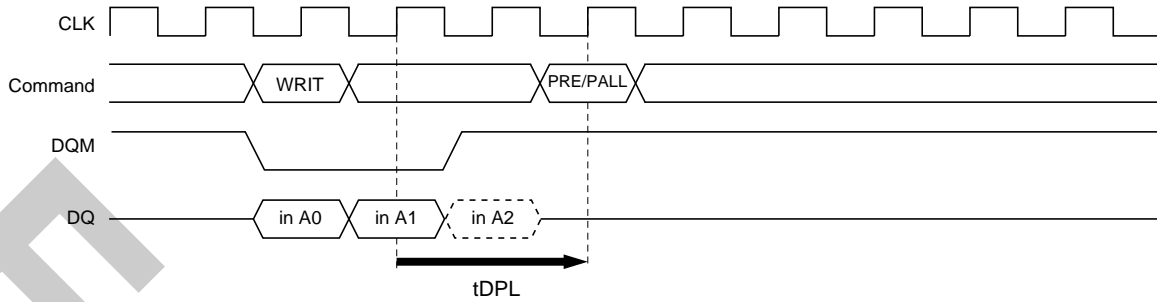 CLK
Command WRIT PRE/PALL
DQM
DQ in A0 in A1 in A2
tDPL